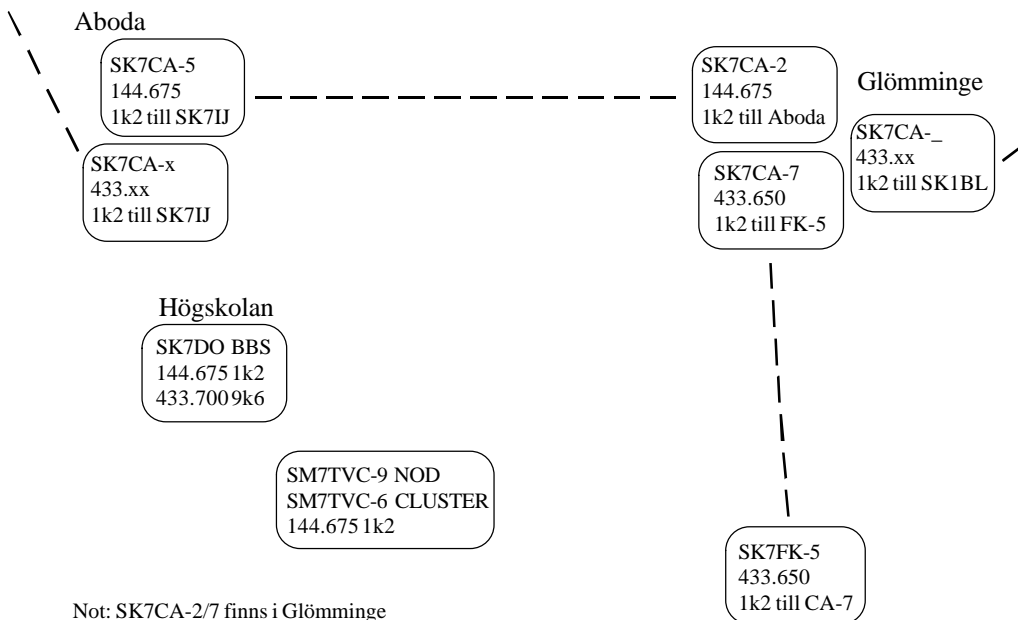 Aboda
SK7CA-5
144.675
1k2 till SK7IJ
SK7CA-x
433.xx
1k2 till SK7IJ
SK7CA-2
144.675
1k2 till Aboda
Glömminge
SK7CA-_
433.xx
1k2 till SK1BL
SK7CA-7
433.650
1k2 till FK-5
Högskolan
SK7DO BBS
144.675 1k2
433.700 9k6
SM7TVC-9 NOD
SM7TVC-6 CLUSTER
144.675 1k2
SK7FK-5
433.650
1k2 till CA-7
Not: SK7CA-2/7 finns i Glömminge